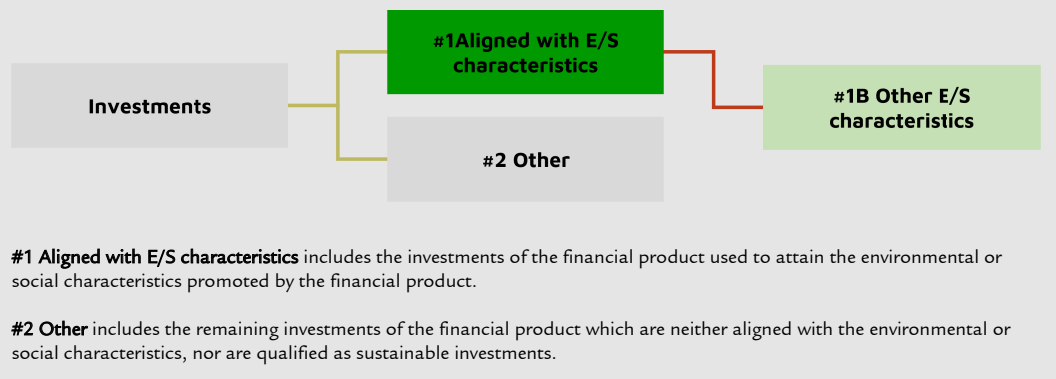 #1Aligned with E/S
characteristics
Investments
#1B Other E/S
characteristics
#2 Other
#1 Aligned with E/S characteristics includes the investments of the financial product used to attain the environmental or
social characteristics promoted by the financial product.
#2 Other includes the remaining investments of the financial product which are neither aligned with the environmental or
social characteristics, nor are qualified as sustainable investments.